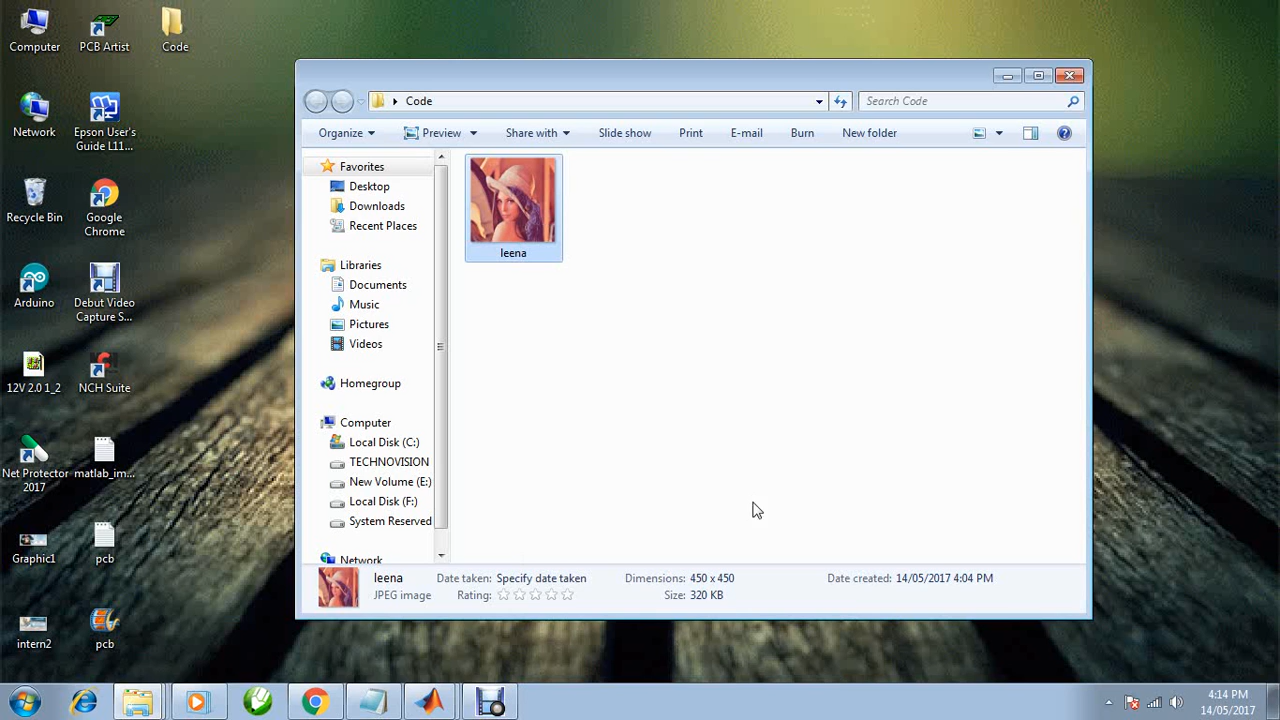 Computer
PCB Artist
Code
Network
Epson User's
Guide L11...
Recycle Bin
Google
Chrome
Arduino
Debut Video
Capture S...
12V 2.0 1_2
NCH Suite
Net Protector
2017
matlab_im...
Graphic1
pcb
intern2
pcb
Code
Search Code
Organize
Preview
Share with
Slide show
Print
E-mail
Burn
New folder
Favorites
Desktop
Downloads
Recent Places
Libraries
Documents
Music
Pictures
Videos
Homegroup
Computer
Local Disk (C:)
TECHNOVISION
New Volume (E:)
Local Disk (F:)
System Reserved
Network
leena
leena
JPEG image
Date taken: Specify date taken
Rating:
Dimensions: 450 x 450
Size: 320 KB
Date created: 14/05/2017 4:04 PM
4:14 PM
14/05/2017